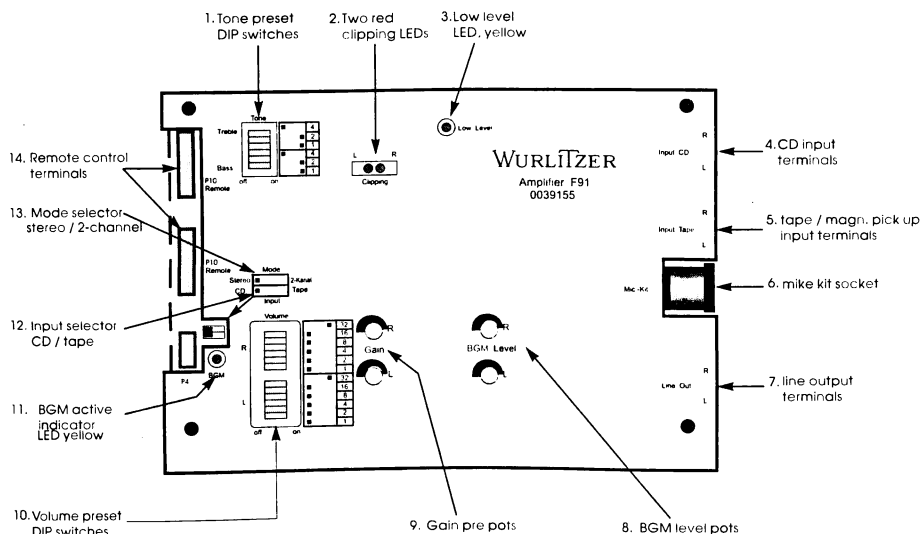 1. Tone preset
DIP switches
2. Two red
clipping LEDs
3. Low level
LED, yellow
Tone
Treble
Bass
off on
4
2
1
4
2
1
L R
Clipping
Low Level
WURLITZER
Amplifier F91
0039155
R
Input CD
L
4. CD input
terminals
14. Remote control
terminals
P10
Remote
R
Input Tape
L
5. tape / magn. pick up
input terminals
13. Mode selector
stereo / 2-channel
P10
Remote
Mode
Stereo 2-Kanal
CD Tape
Input
Mic-Kit
6. mike kit socket
12. Input selector
CD / tape
Volume
R
L
off on
32
16
8
4
2
1
32
16
8
4
2
1
R
Gain
L
R
BGM Level
L
R
Line Out
L
7. line output
terminals
BGM
P4
11. BGM active
indicator
LED yellow
10. Volume preset
DIP switches
9. Gain pre pots
8. BGM level pots